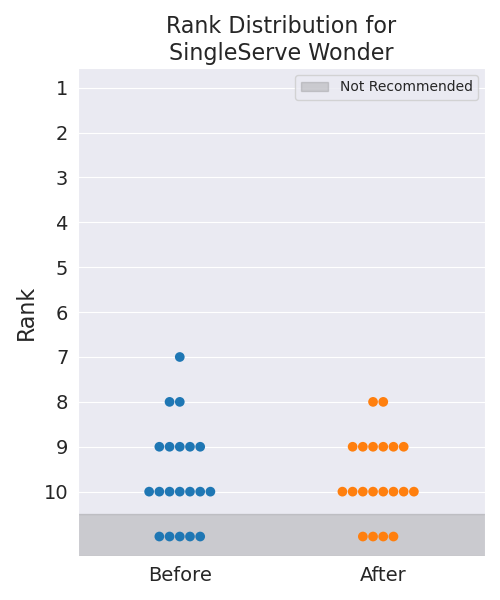 Rank Distribution for
SingleServe Wonder
Not Recommended
1
2
3
4
5
6
7
8
9
10
Rank
Before
After